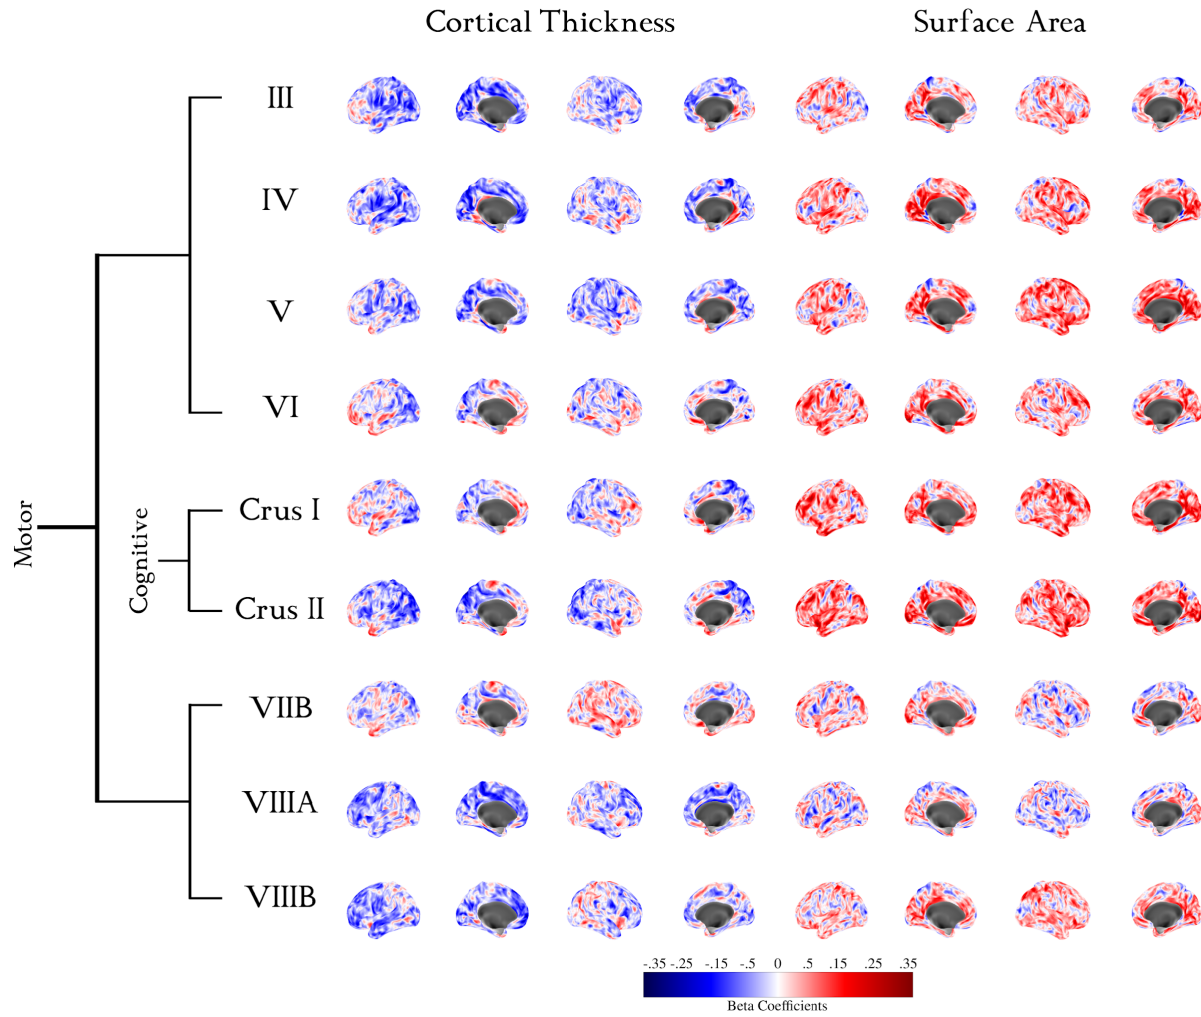 Cortical Thickness Surface Area
III
IV
V
VI
Motor
Cognitive
Crus I
Crus II
VIIB
VIIIA
VIIIB
-.35 -.25 -.15 -.5 0 .5 .15 .25 .35
Beta Coefficients